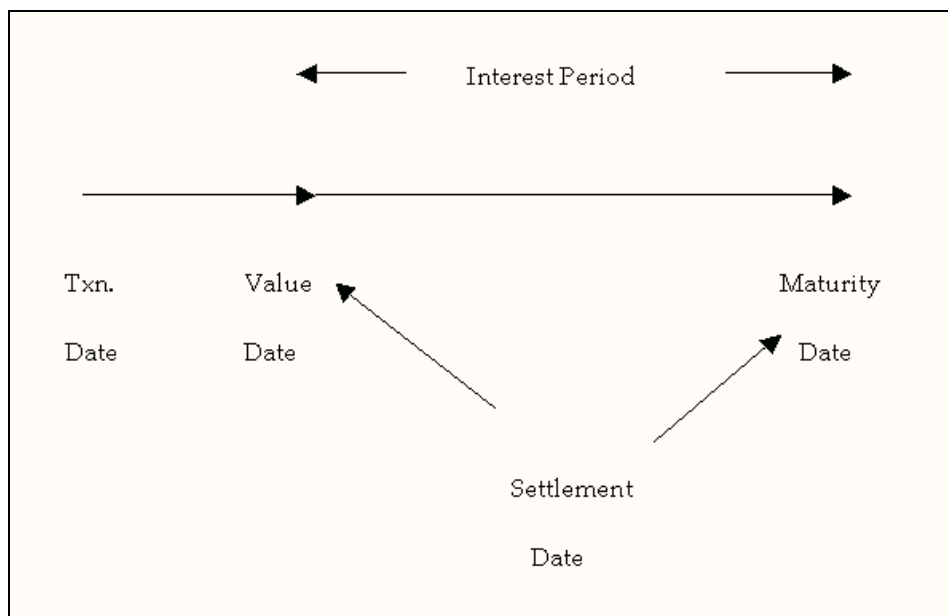 Interest Period
Txn. Value Maturity
Date Date Date
Settlement
Date